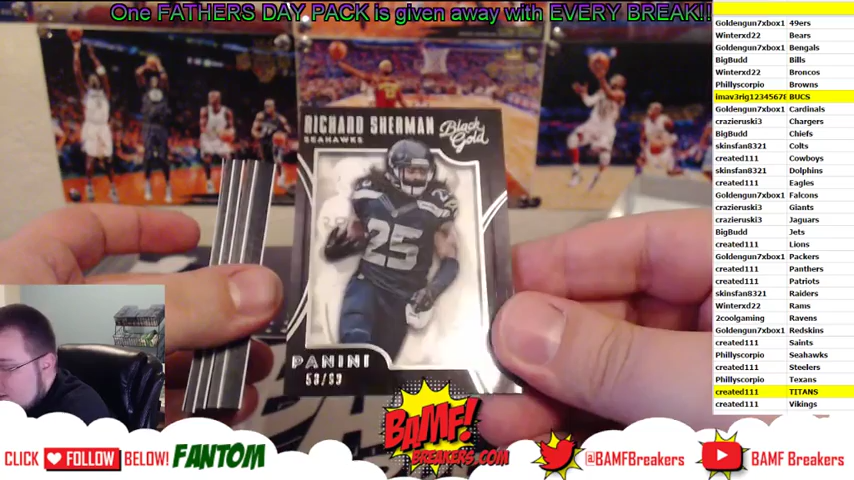 One FATHERS DAY PACK is given away with EVERY BREAK!!
RICHARD SHERMAN
SEAHAWKS
Black Gold
25
PANINI
Goldengun7xbox1 49ers
Winterxd22 Bears
Goldengun7xbox1 Bengals
BigBudd Bills
Winterxd22 Broncos
Phillyscorpio Browns
imav3rig12345678 BUCS
Goldengun7xbox1 Cardinals
crazieruski3 Chargers
BigBudd Chiefs
skinsfan8321 Colts
created111 Cowboys
skinsfan8321 Dolphins
created111 Eagles
Goldengun7xbox1 Falcons
crazieruski3 Giants
crazieruski3 Jaguars
BigBudd Jets
created111 Lions
Goldengun7xbox1 Packers
created111 Panthers
created111 Patriots
skinsfan8321 Raiders
Winterxd22 Rams
2coolgaming Ravens
Goldengun7xbox1 Redskins
created111 Saints
Phillyscorpio Seahawks
created111 Steelers
Phillyscorpio Texans
created111 TITANS
created111 Vikings
CLICK FOLLOW BELOW! FANTOM
BAMF!
BREAKERS.COM
@BAMFBreakers
BAMF Breakers